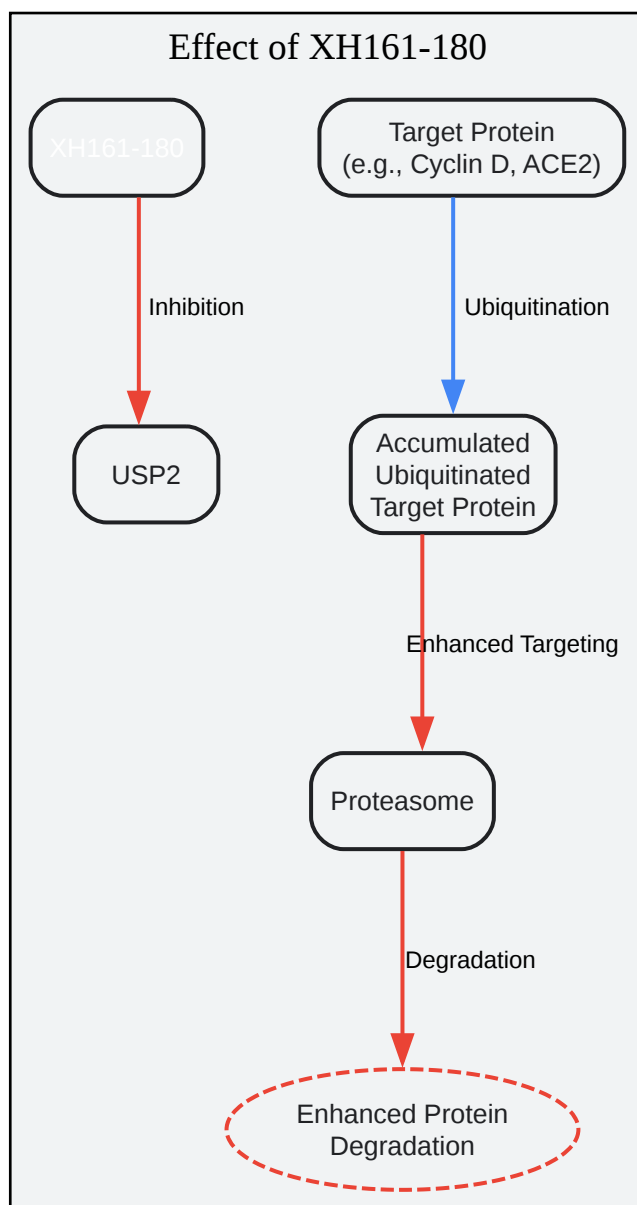 Effect of XH161-180
XH161-180
Target Protein
(e.g., Cyclin D, ACE2)
Inhibition
Ubiquitination
USP2
Accumulated
Ubiquitinated
Target Protein
Enhanced Targeting
Proteasome
Degradation
Enhanced Protein
Degradation